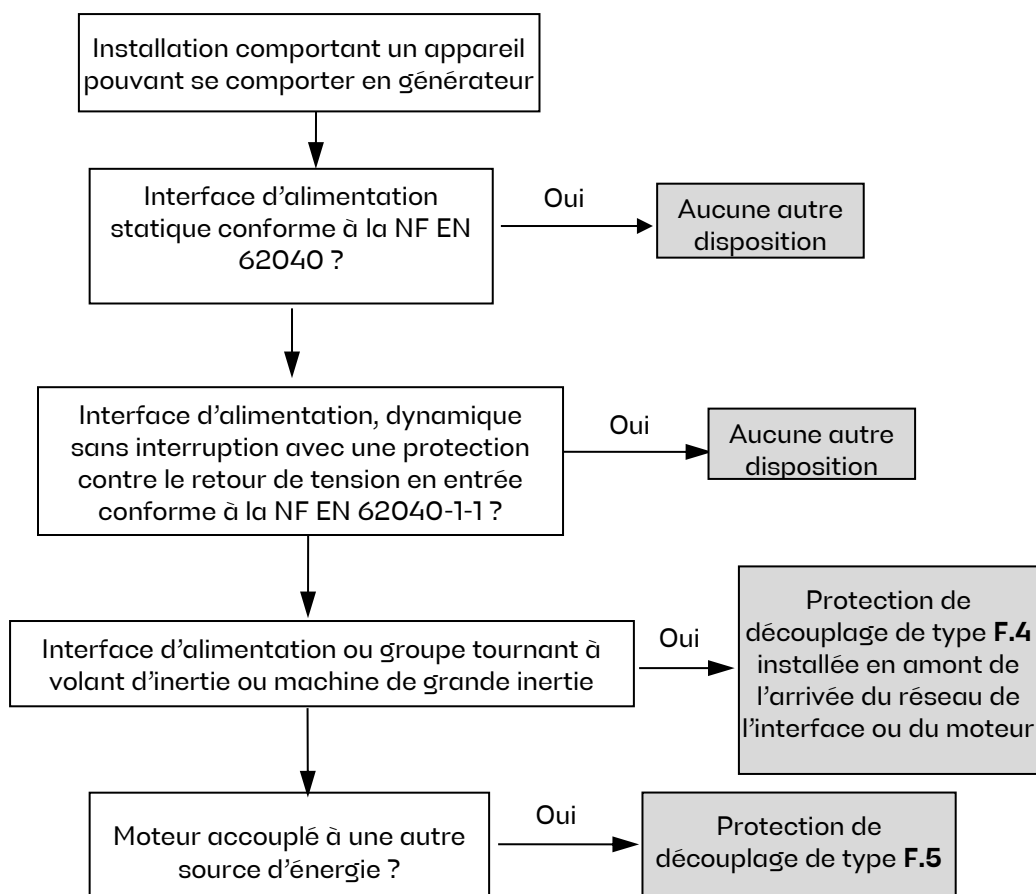 Installation comportant un appareil
pouvant se comporter en générateur
Interface d'alimentation
statique conforme à la NF EN
62040 ?
Oui
Aucune autre
disposition
Interface d'alimentation, dynamique
sans interruption avec une protection
contre le retour de tension en entrée
conforme à la NF EN 62040-1-1 ?
Oui
Aucune autre
disposition
Interface d'alimentation ou groupe tournant à
volant d'inertie ou machine de grande inertie
Oui
Protection de
découplage de type F.4
installée en amont de
l'arrivée du réseau de
l'interface ou du moteur
Moteur accouplé à une autre
source d'énergie ?
Oui
Protection de
découplage de type F.5